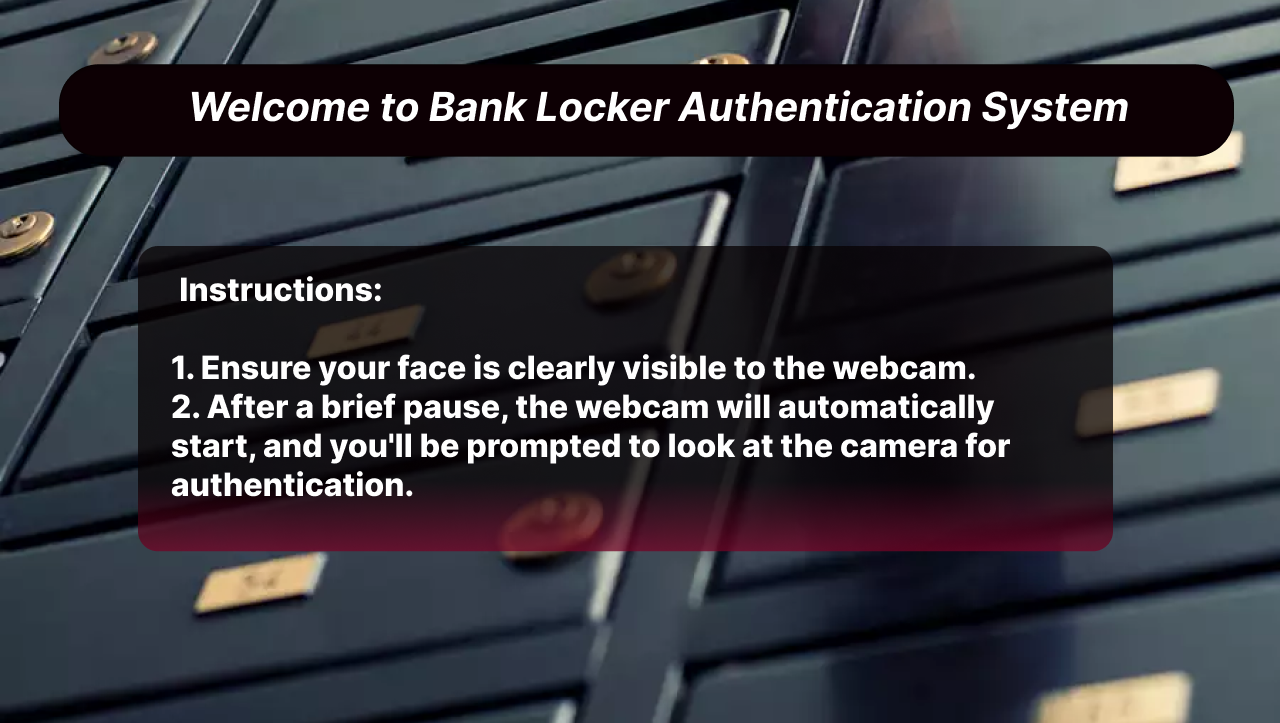 Welcome to Bank Locker Authentication System
Instructions:
1. Ensure your face is clearly visible to the webcam.
2. After a brief pause, the webcam will automatically
start, and you'll be prompted to look at the camera for
authentication.